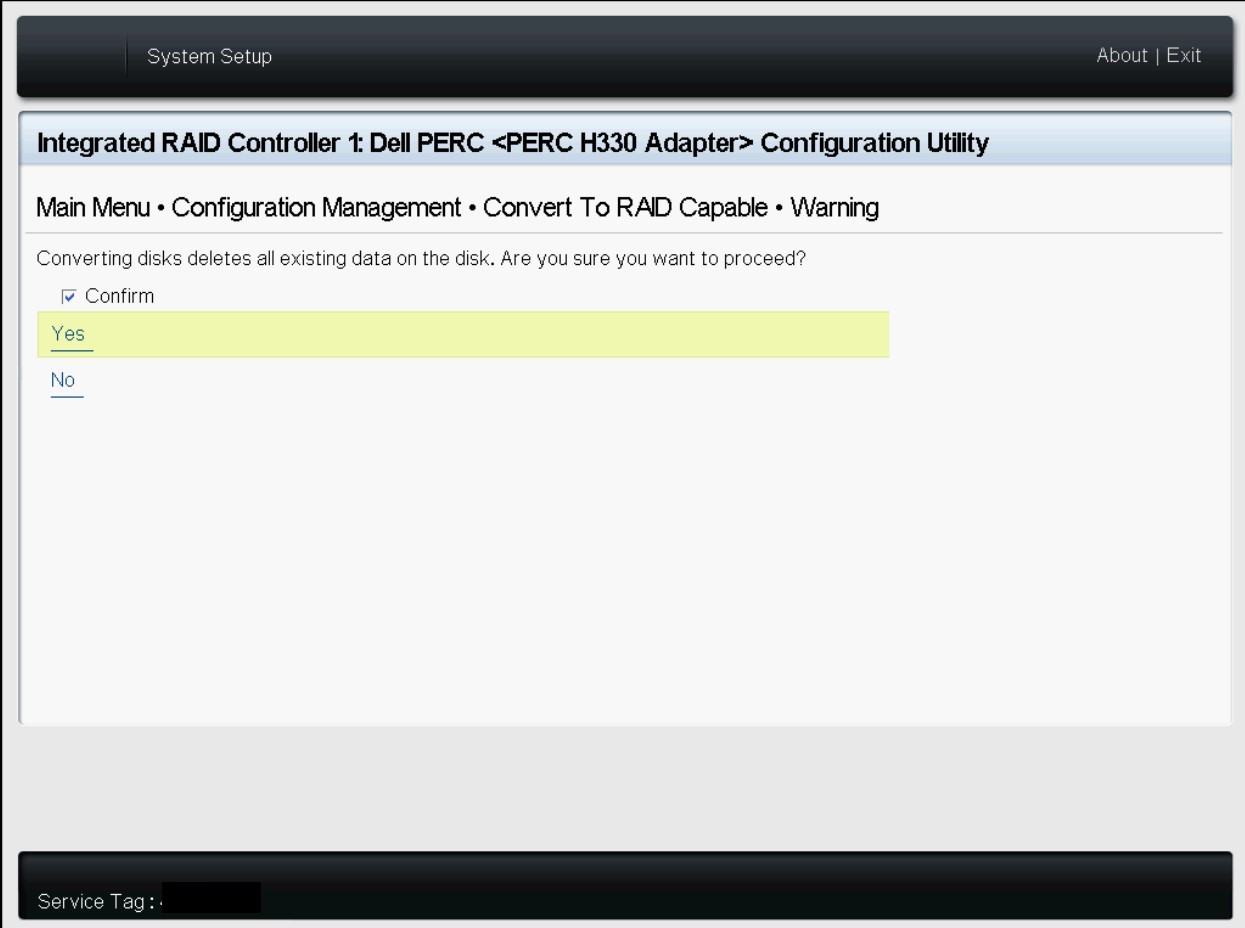 System Setup
About | Exit
Integrated RAID Controller 1: Dell PERC <PERC H330 Adapter> Configuration Utility
Main Menu • Configuration Management • Convert To RAID Capable • Warning
Converting disks deletes all existing data on the disk. Are you sure you want to proceed?
Confirm
Yes
No
Service Tag :